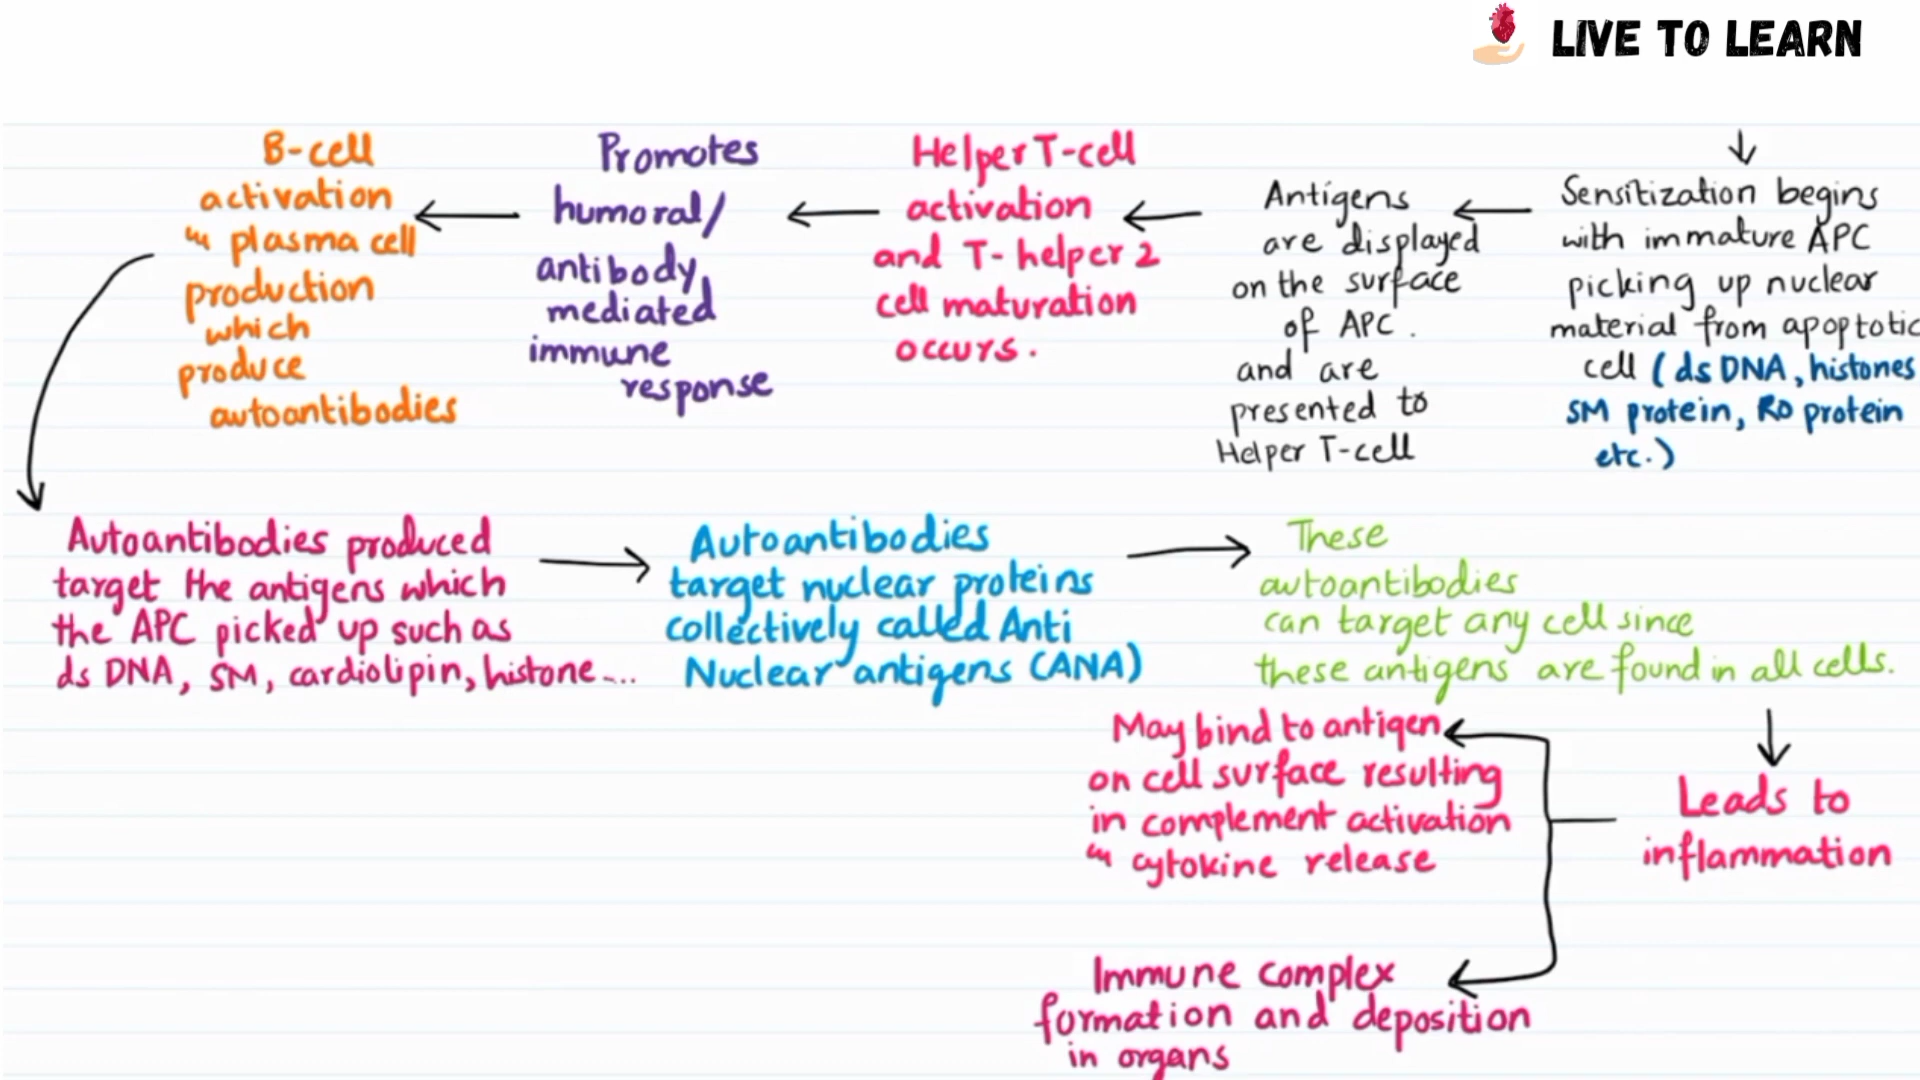 LIVE TO LEARN
Sensitization begins
with immature APC
picking up nuclear
material from apoptotic
cell (ds DNA, histones
SM protein, RO protein
etc.)
Antigens
are displayed
on the surface
of APC.
and are
presented to
Helper T-cell
Helper T-cell
activation
and T-helper 2
cell maturation
occurs.
Promotes
humoral/
antibody
mediated
immune
response
B-cell
activation
plasma cell
production
which
produce
autoantibodies
Autoantibodies produced
target the antigens which
the APC picked up such as
ds DNA, SM, cardiolipin, histone....
Autoantibodies
target nuclear proteins
collectively called Anti
Nuclear antigens (ANA)
These
autoantibodies
can target any cell since
these antigens are found in all cells.
Leads to
inflammation
May bind to antigen
on cell surface resulting
in complement activation
cytokine release
Immune complex
formation and deposition
in organs